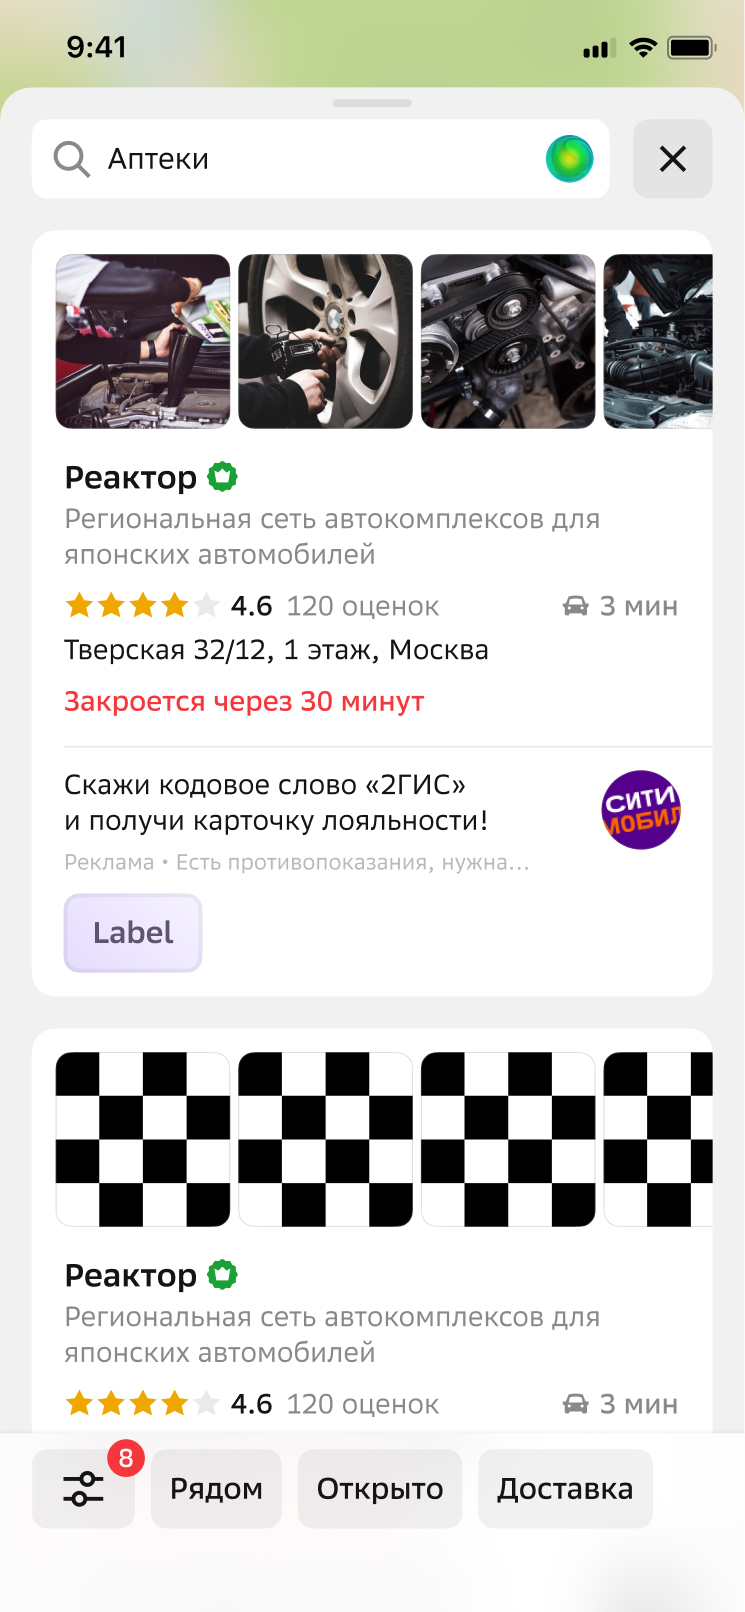 9:41
Аптеки
Реактор
Региональная сеть автокомплексов для
японских автомобилей
4.6 120 оценок 3 мин
Тверская 32/12, 1 этаж, Москва
Закроется через 30 минут
Скажи кодовое слово «2ГИС»
и получи карточку лояльности!
СИТИ
МОБИЛ
Реклама • Есть противопоказания, нужна...
Label
Реактор
Региональная сеть автокомплексов для
японских автомобилей
4.6 120 оценок 3 мин
8
Рядом Открыто Доставка